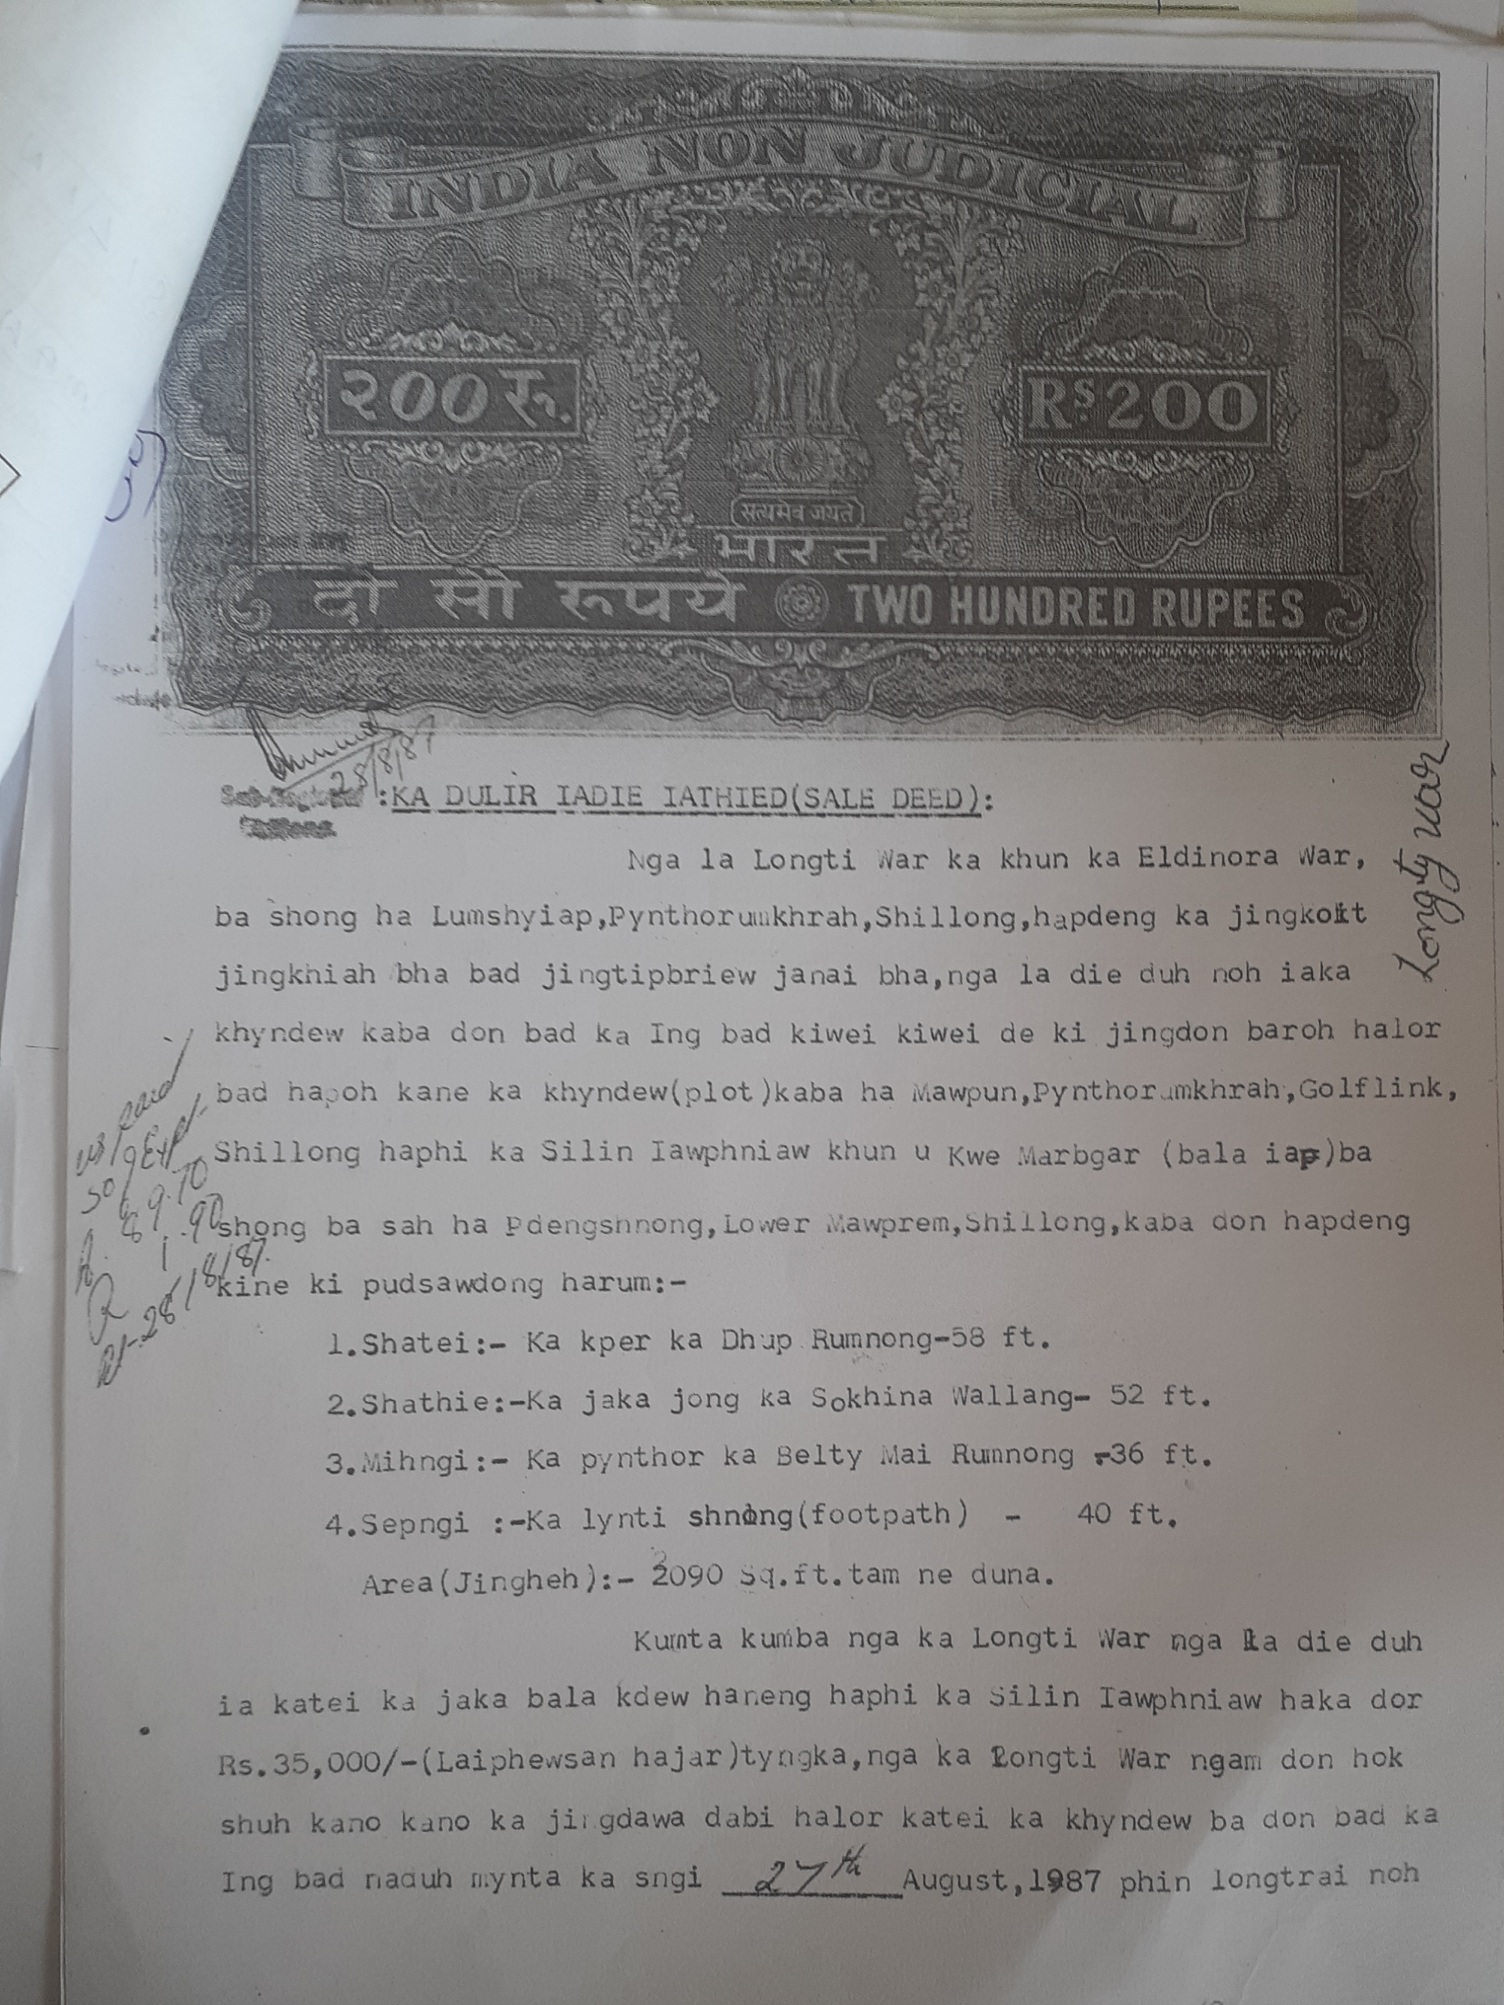 INDIA NON JUDICIAL
२०० रु.
Rs 200
सत्यमेव जयते
भारत
दो सौ रुपये TWO HUNDRED RUPEES
28/8/87
:KA DULIR IADIE IATHIED(SALE DEED):
Longty War
Nga la Longti War ka khun ka Eldinora War,
ba shong ha Lumshyiap,Pynthorumkhrah,Shillong,hapdeng ka jingkoit
jingkhiah bha bad jingtipbriew janai bha,nga la die duh noh iaka
khyndew kaba don bad ka Ing bad kiwei kiwei de ki jingdon baroh halor
bad hapoh kane ka khyndew(plot)kaba ha Mawpun,Pynthorumkhrah,Golflink,
Shillong haphi ka Silin Iawphniaw khun u Kwe Marbgar (bala iap)ba
shong ba sah ha Pdengshnong,Lower Mawprem,Shillong,kaba don hapdeng
kine ki pudsawdong harum:-
28/8/87
1.Shatei:- Ka kper ka Dhup Rumnong-58 ft.
2.Shathie:-Ka jaka jong ka Sokhina Wallang- 52 ft.
3.Mihngi:- Ka pynthor ka Belty Mai Rumnong -36 ft.
4.Sepngi :-Ka lynti shnong(footpath) - 40 ft.
Area(Jingheh):- 2090 Sq.ft.tam ne duna.
Kumta kumba nga ka Longti War nga la die duh
ia katei ka jaka bala kdew haneng haphi ka Silin Iawphniaw haka dor
Rs.35,000/-(Laiphewsan hajar)tyngka,nga ka Longti War ngam don hok
shuh kano kano ka jingdawa dabi halor katei ka khyndew ba don bad ka
Ing bad naduh mynta ka sngi 27th August,1987 phin longtrai noh